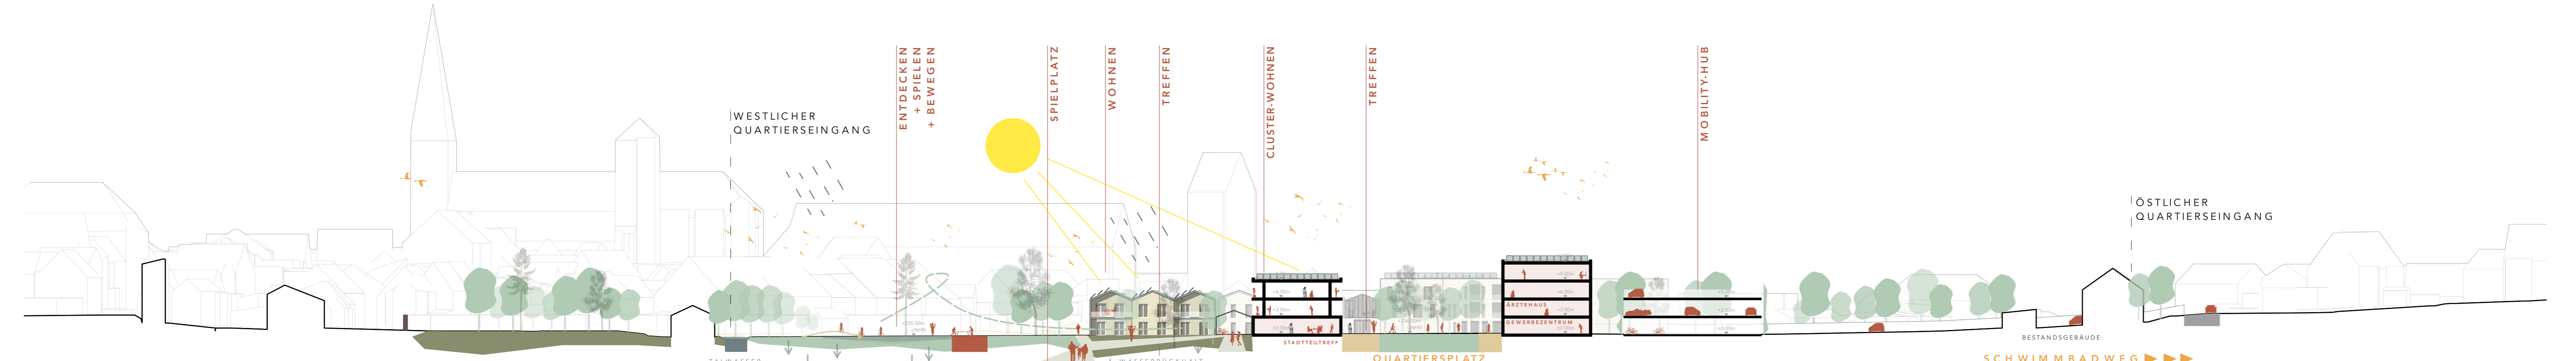 WESTLICHER
QUARTIERSEINGANG
ENTDECKEN
+ SPIELEN
+ BEWEGEN
SPIELPLATZ
WOHNEN
TREFFEN
CLUSTER-WOHNEN
TREFFEN
MOBILITY-HUB
ÖSTLICHER
QUARTIERSEINGANG
ÄRZTEHAUS
GEWERBEZENTRUM
STADTTEILTREFF
QUARTIERSPLATZ
BESTANDSGEBÄUDE
SCHWIMMBADWEG